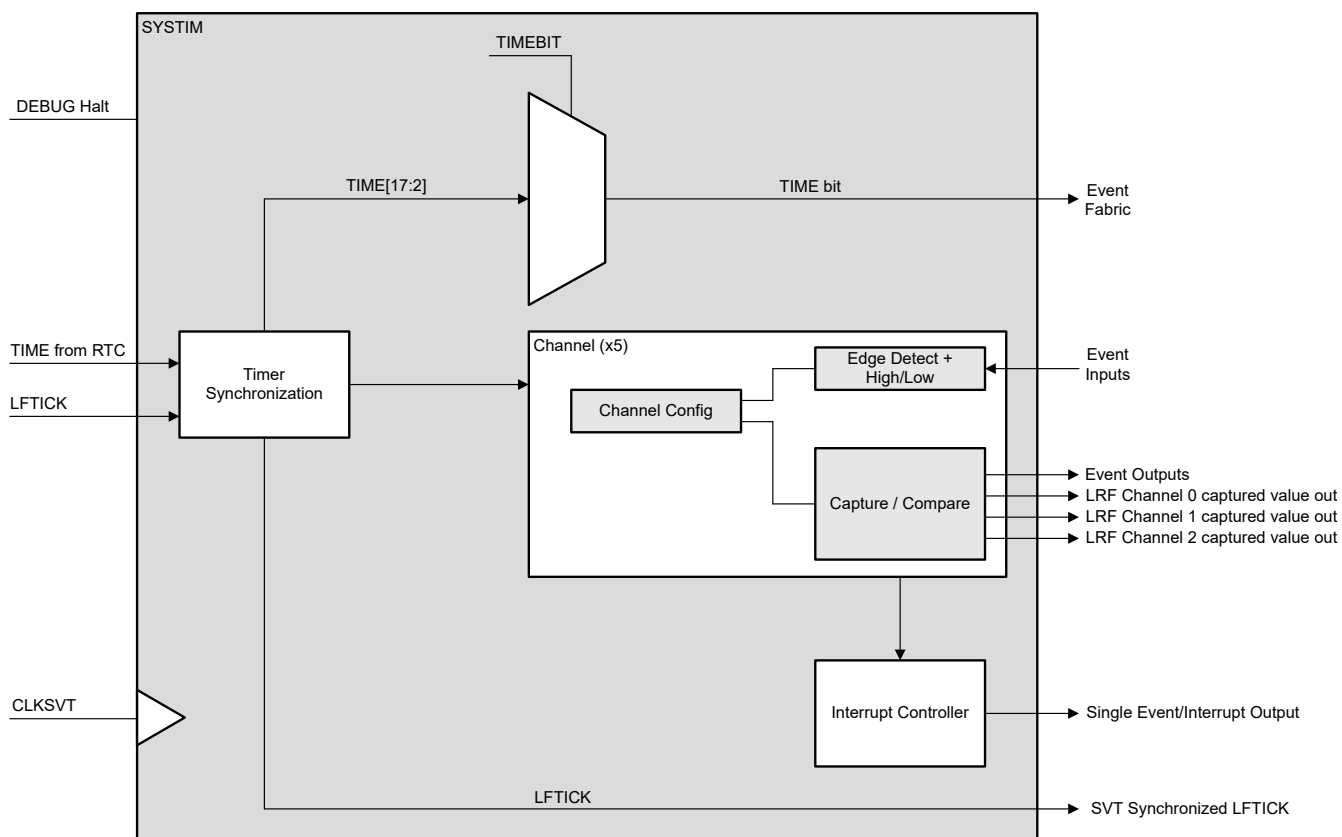 SYSTIM
TIMEBIT
DEBUG Halt
TIME[17:2]
TIME bit
Event
Fabric
TIME from RTC
LFTICK
Timer
Synchronization
Channel (x5)
Edge Detect +
High/Low
Event
Inputs
Channel Config
Capture / Compare
Event Outputs
LRF Channel 0 captured value out
LRF Channel 1 captured value out
LRF Channel 2 captured value out
CLKSVT
Interrupt Controller
Single Event/Interrupt Output
LFTICK
SVT Synchronized LFTICK